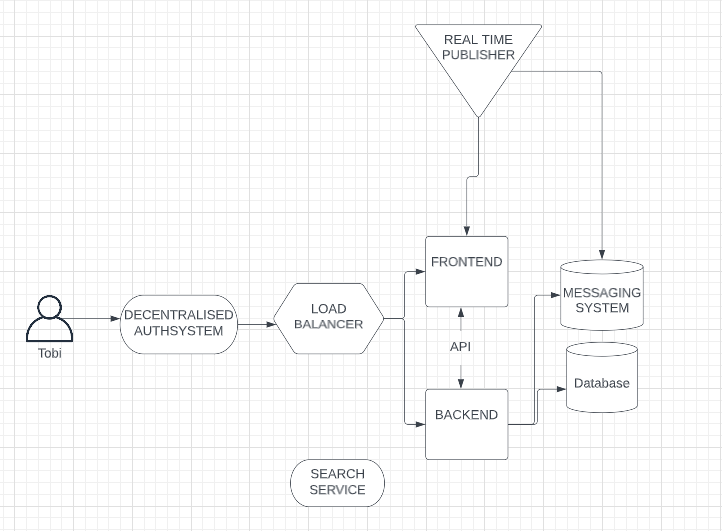 REAL TIME
PUBLISHER
FRONTEND
MESSAGING
SYSTEM
DECENTRALISED
AUTHSYSTEM
LOAD
BALANCER
Tobi
API
Database
BACKEND
SEARCH
SERVICE